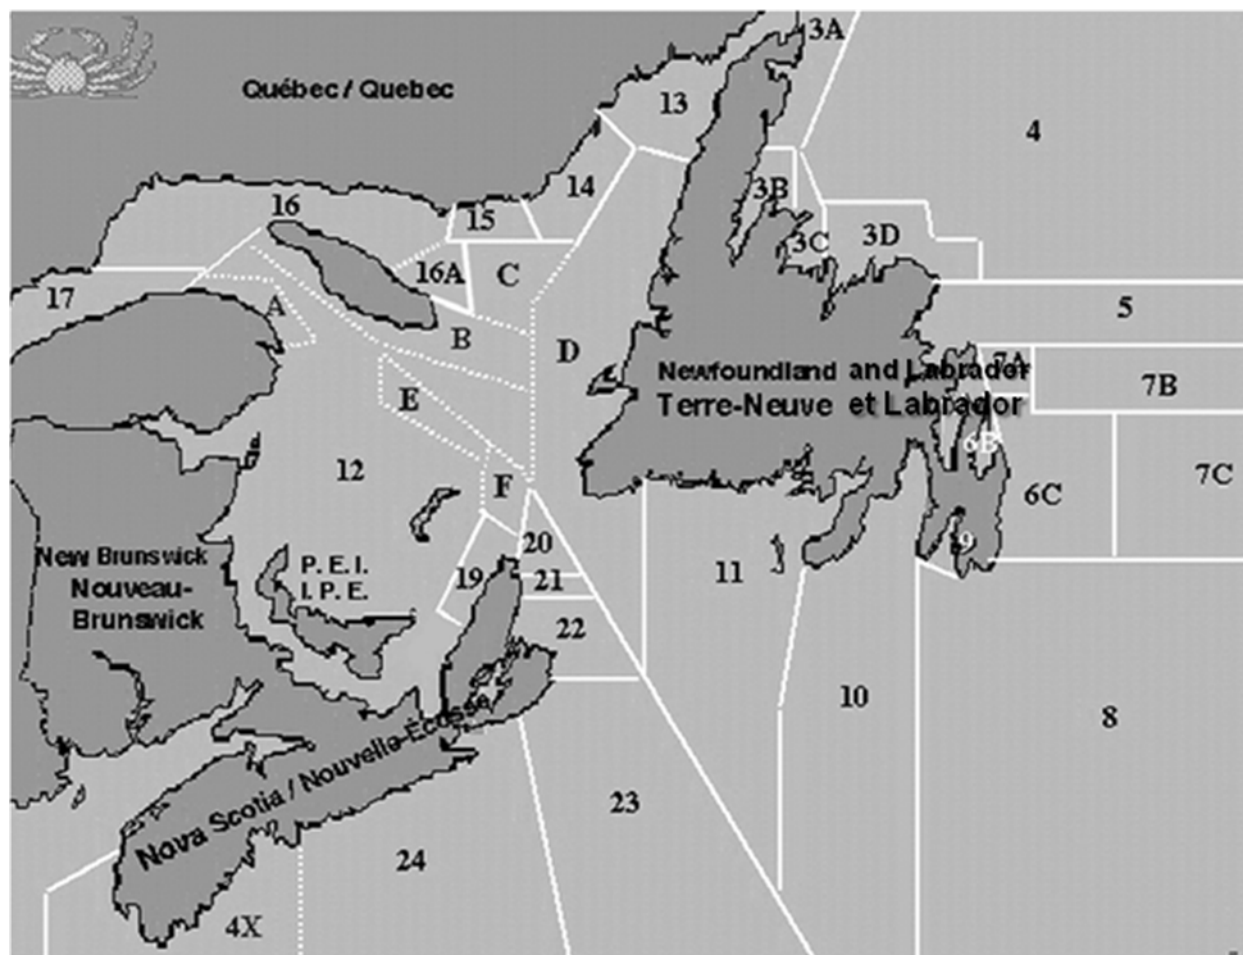 3A
Québec / Quebec
13
4
14
3B
16
15
3C
3D
16A
C
17
A
5
B
D
7A
Newfoundland and Labrador
7B
E
Terre-Neuve et Labrador
6B
12
7C
F
6C
20
9
New Brunswick
P. E. I.
19
21
11
Nouveau-
I. P. E.
Brunswick
22
10
8
Nova Scotia / Nouvelle-Écosse
23
24
4X